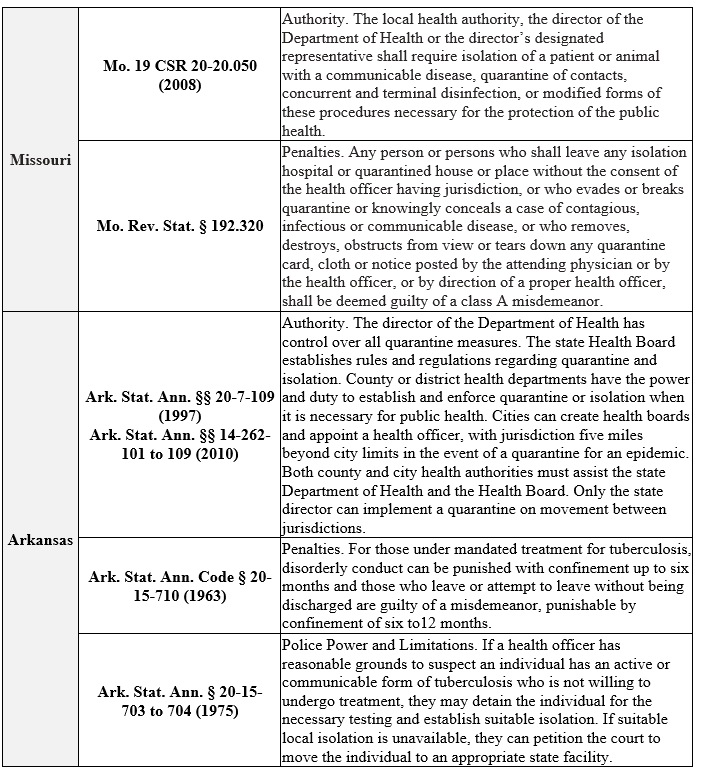 Missouri
Mo. 19 CSR 20-20.050
(2008)
Authority. The local health authority, the director of the
Department of Health or the director’s designated
representative shall require isolation of a patient or animal
with a communicable disease, quarantine of contacts,
concurrent and terminal disinfection, or modified forms of
these procedures necessary for the protection of the public
health.
Mo. Rev. Stat. § 192.320
Penalties. Any person or persons who shall leave any isolation
hospital or quarantined house or place without the consent of
the health officer having jurisdiction, or who evades or breaks
quarantine or knowingly conceals a case of contagious,
infectious or communicable disease, or who removes,
destroys, obstructs from view or tears down any quarantine
card, cloth or notice posted by the attending physician or by
the health officer, or by direction of a proper health officer,
shall be deemed guilty of a class A misdemeanor.
Arkansas
Ark. Stat. Ann. §§ 20-7-109
(1997)
Ark. Stat. Ann. §§ 14-262-
101 to 109 (2010)
Authority. The director of the Department of Health has
control over all quarantine measures. The state Health Board
establishes rules and regulations regarding quarantine and
isolation. County or district health departments have the power
and duty to establish and enforce quarantine or isolation when
it is necessary for public health. Cities can create health boards
and appoint a health officer, with jurisdiction five miles
beyond city limits in the event of a quarantine for an epidemic.
Both county and city health authorities must assist the state
Department of Health and the Health Board. Only the state
director can implement a quarantine on movement between
jurisdictions.
Ark. Stat. Ann. Code § 20-
15-710 (1963)
Penalties. For those under mandated treatment for tuberculosis,
disorderly conduct can be punished with confinement up to six
months and those who leave or attempt to leave without being
discharged are guilty of a misdemeanor, punishable by
confinement of six to12 months.
Ark. Stat. Ann. § 20-15-
703 to 704 (1975)
Police Power and Limitations. If a health officer has
reasonable grounds to suspect an individual has an active or
communicable form of tuberculosis who is not willing to
undergo treatment, they may detain the individual for the
necessary testing and establish suitable isolation. If suitable
local isolation is unavailable, they can petition the court to
move the individual to an appropriate state facility.